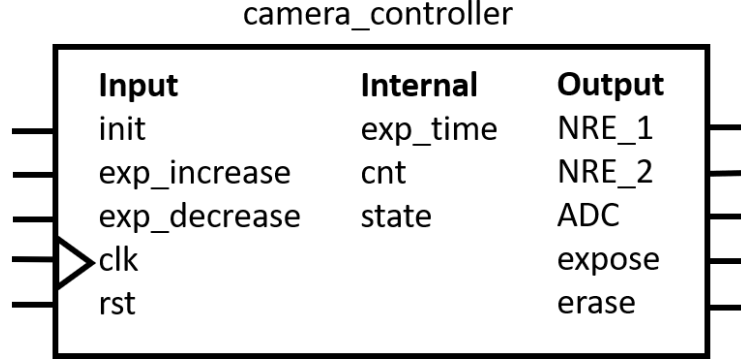 camera_controller
Input Internal Output
init exp_time NRE_1
exp_increase cnt NRE_2
exp_decrease state ADC
clk expose
rst erase